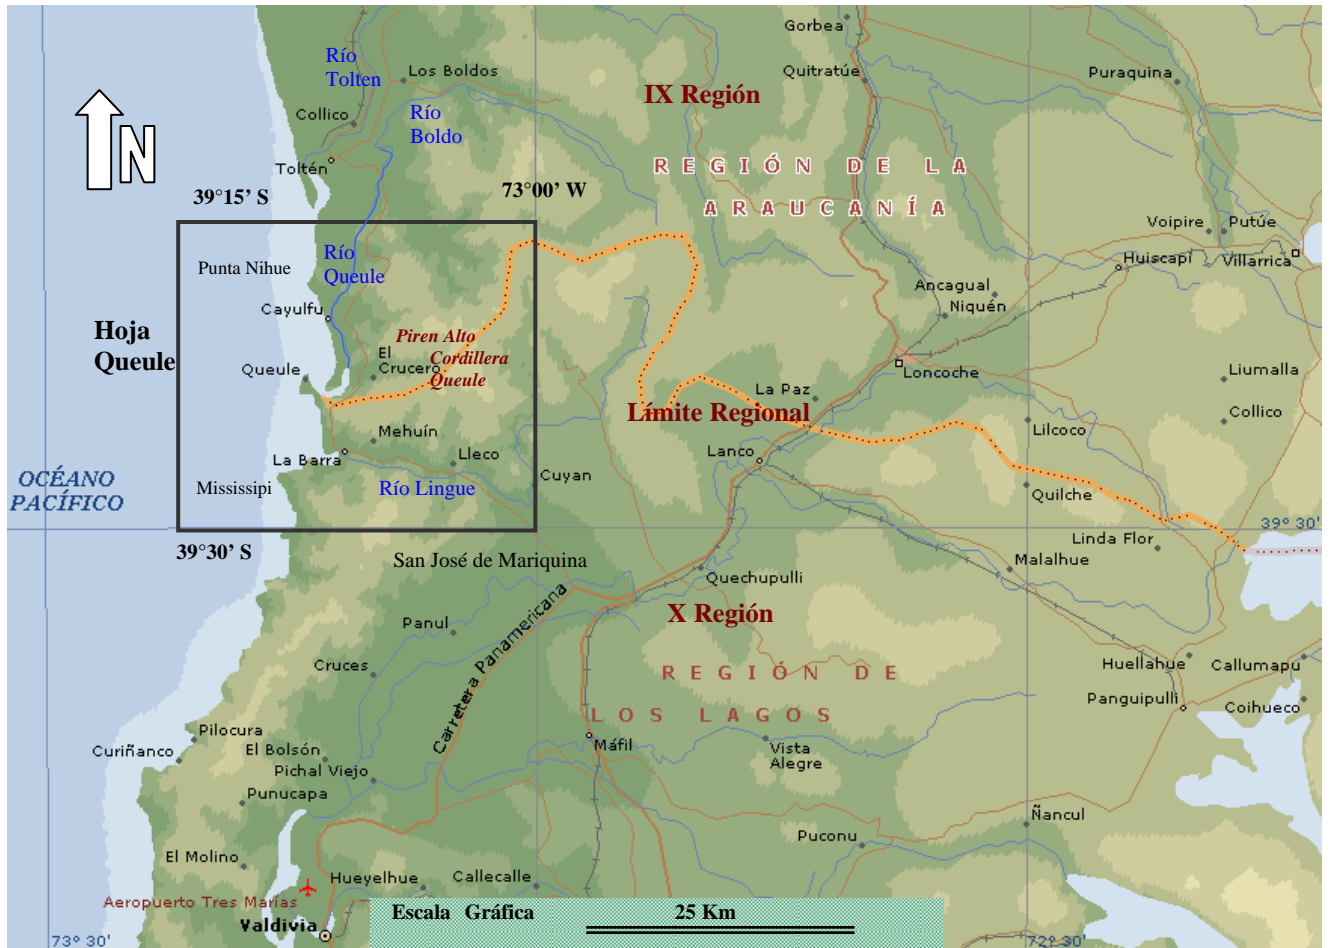 Gorbea
Río
Tolten
Los Boldos
Quitratúe
Puraquina
IX Región
Collico
Río
Boldo
N
Toltén
REGIÓN DE LA
ARAUCANÍA
39°15' S
73°00' W
Voipire
Putúe
Punta Nihue
Río
Queule
Huiscapi
Villarrica
Ancagual
Niquén
Cayulfu
Hoja
Queule
Piren Alto
Cordillera
Queule
El
Crucero
Queule
Loncoche
Liumalla
La Paz
Límite Regional
Collico
Lilcoco
Mehuín
La Barra
Lleco
Lanco
OCÉANO
PACÍFICO
Mississipi
Río Lingue
Cuyan
Quilche
39° 30'
39°30' S
Linda Flor
San José de Mariquina
Malalhue
Quechupulli
Carretera Panamericana
X Región
Panul
Cruces
REGIÓN DE
LOS LAGOS
Huellahue
Callumapu
Panguipulli
Coihueco
Pilocura
Curiñanco
El Bolsón
Pichal Viejo
Máfil
Vista
Alegre
Punucapa
Ñancul
Puconu
El Molino
Hueyelhue
Callecalle
Aeropuerto Tres Marías
Valdivia
Escala Gráfica
25 Km
73° 30'
72° 30'